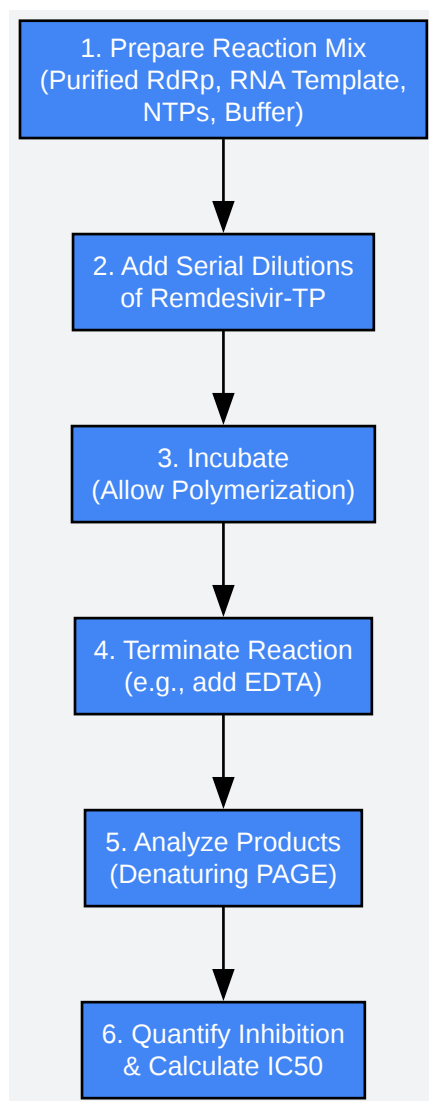 1. Prepare Reaction Mix
(Purified RdRp, RNA Template,
NTPs, Buffer)
2. Add Serial Dilutions
of Remdesivir-TP
3. Incubate
(Allow Polymerization)
4. Terminate Reaction
(e.g., add EDTA)
5. Analyze Products
(Denaturing PAGE)
6. Quantify Inhibition
& Calculate IC50